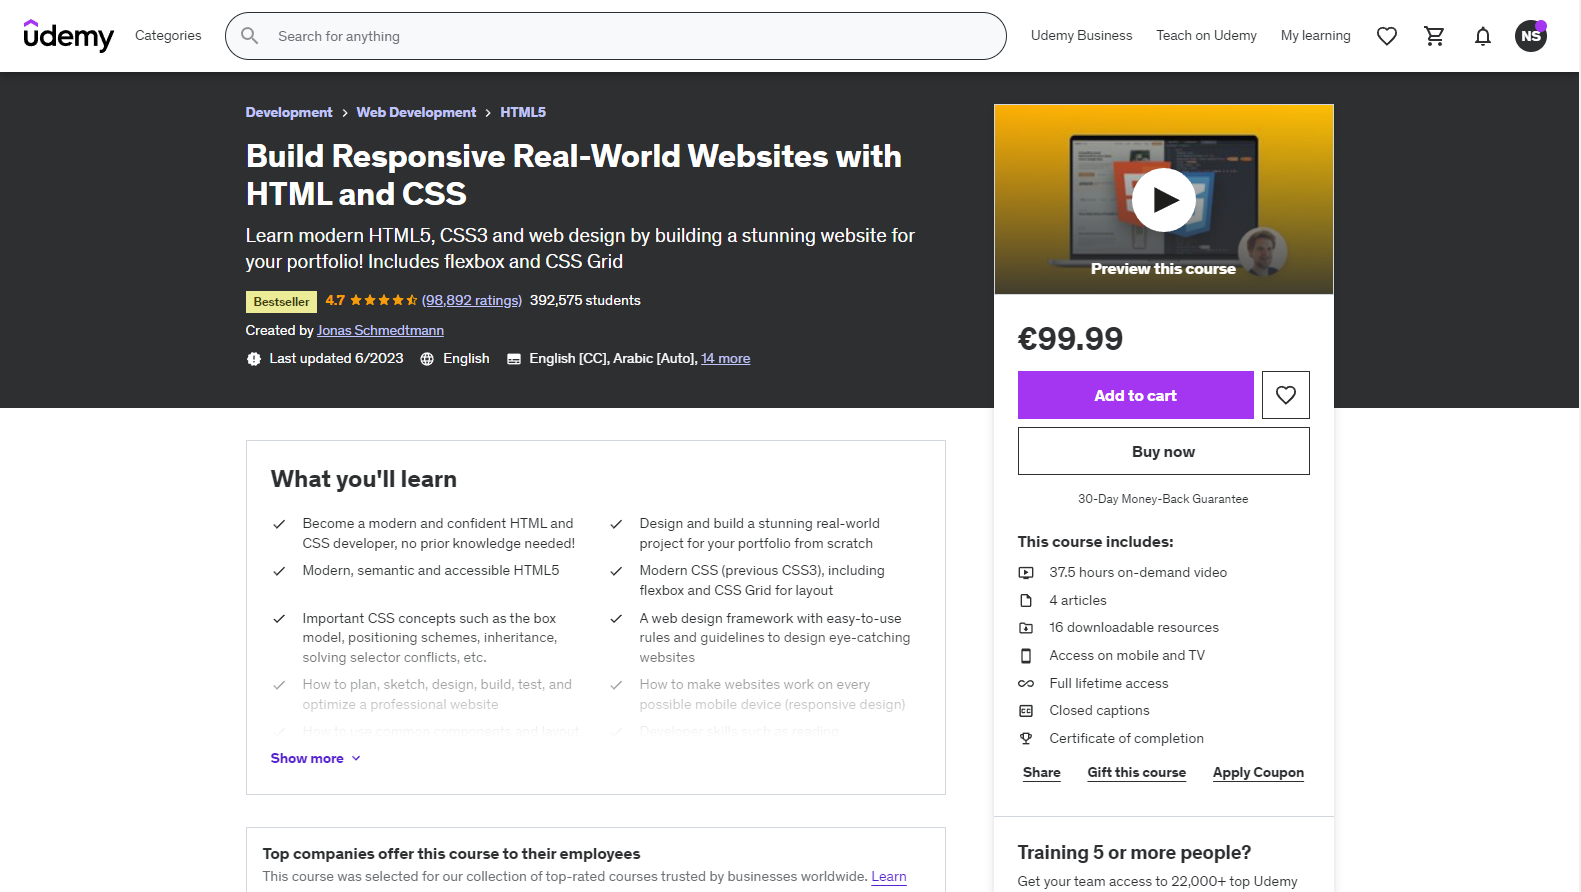 udemy
Categories
Search for anything
Udemy Business
Teach on Udemy
My learning
NS
Development > Web Development > HTML5
Build Responsive Real-World Websites with
HTML and CSS
Learn modern HTML5, CSS3 and web design by building a stunning website for
your portfolio! Includes flexbox and CSS Grid
Bestseller 4.7 (98,892 ratings) 392,575 students
Created by Jonas Schmedtmann
Last updated 6/2023 English English [CC], Arabic [Auto], 14 more
Preview this course
€99.99
Add to cart
Buy now
30-Day Money-Back Guarantee
This course includes:
37.5 hours on-demand video
4 articles
16 downloadable resources
Access on mobile and TV
Full lifetime access
Closed captions
Certificate of completion
Share
Gift this course
Apply Coupon
Training 5 or more people?
Get your team access to 22,000+ top Udemy
What you'll learn
Become a modern and confident HTML and
CSS developer, no prior knowledge needed!
Design and build a stunning real-world
project for your portfolio from scratch
Modern, semantic and accessible HTML5
Modern CSS (previous CSS3), including
flexbox and CSS Grid for layout
Important CSS concepts such as the box
model, positioning schemes, inheritance,
solving selector conflicts, etc.
A web design framework with easy-to-use
rules and guidelines to design eye-catching
websites
How to plan, sketch, design, build, test, and
optimize a professional website
How to make websites work on every
possible mobile device (responsive design)
How to use common components and layout
Developer skills such as reading
Show more
Top companies offer this course to their employees
This course was selected for our collection of top-rated courses trusted by businesses worldwide. Learn